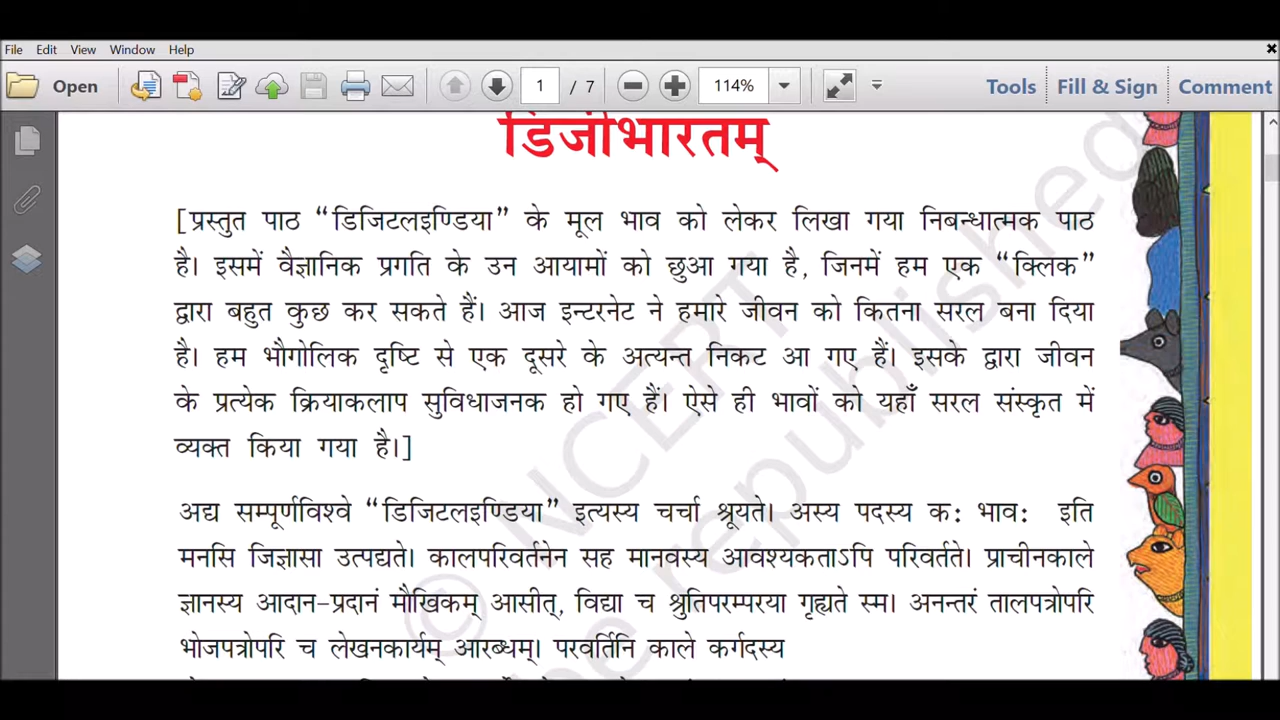 File Edit View Window Help
Open 1 / 7 114% Tools Fill & Sign Comment
डिजीभारतम्
[प्रस्तुत पाठ “डिजिटलइण्डिया” के मूल भाव को लेकर लिखा गया निबन्धात्मक पाठ
है। इसमें वैज्ञानिक प्रगति के उन आयामों को छुआ गया है, जिनमें हम एक “क्लिक”
द्वारा बहुत कुछ कर सकते हैं। आज इन्टरनेट ने हमारे जीवन को कितना सरल बना दिया
है। हम भौगोलिक दृष्टि से एक दूसरे के अत्यन्त निकट आ गए हैं। इसके द्वारा जीवन
के प्रत्येक क्रियाकलाप सुविधाजनक हो गए हैं। ऐसे ही भावों को यहाँ सरल संस्कृत में
व्यक्त किया गया है।]
अद्य सम्पूर्णविश्वे “डिजिटलइण्डिया” इत्यस्य चर्चा श्रूयते। अस्य पदस्य कः भावः इति
मनसि जिज्ञासा उत्पद्यते। कालपरिवर्तनेन सह मानवस्य आवश्यकताऽपि परिवर्तते। प्राचीनकाले
ज्ञानस्य आदान-प्रदानं मौखिकम् आसीत्, विद्या च श्रुतिपरम्परया गृह्यते स्म। अनन्तरं तालपत्रोपरि
भोजपत्रोपरि च लेखनकार्यम् आरब्धम्। परवर्तिनि काले कर्गदस्य
© NCERT
be republished